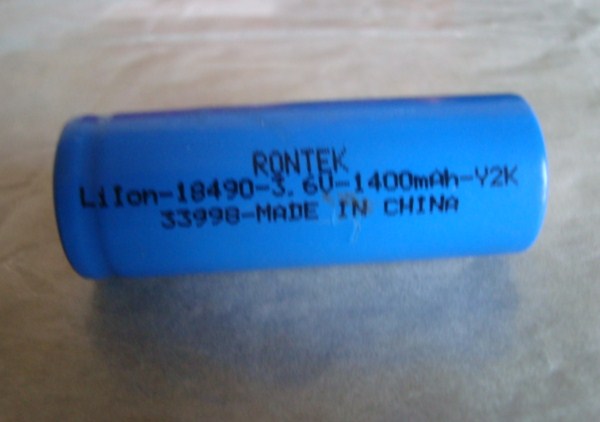 RONTEK
LiIon-18490-3.6V-1400mAh-Y2K
33998-MADE IN CHINA